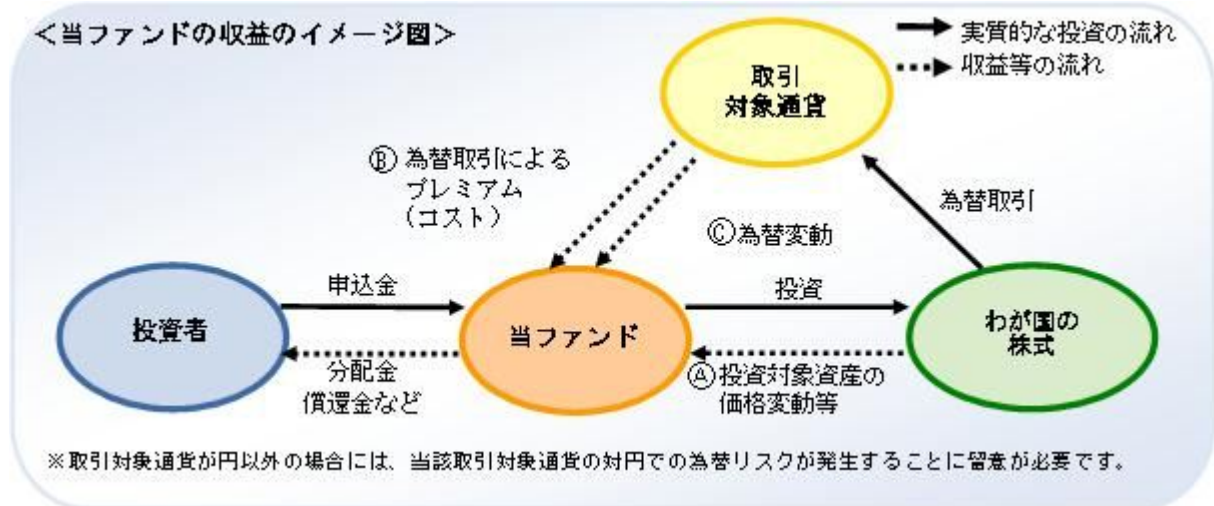 <当ファンドの収益のイメージ図>
実質的な投資の流れ
収益等の流れ
取引
対象通貨
Ⓑ 為替取引による
プレミアム
(コスト)
Ⓒ為替変動
為替取引
投資者
申込金
分配金
償還金など
当ファンド
投資
Ⓐ投資対象資産の
価格変動等
わが国の
株式
※取引対象通貨が円以外の場合には、当該取引対象通貨の対円での為替リスクが発生することに留意が必要です。